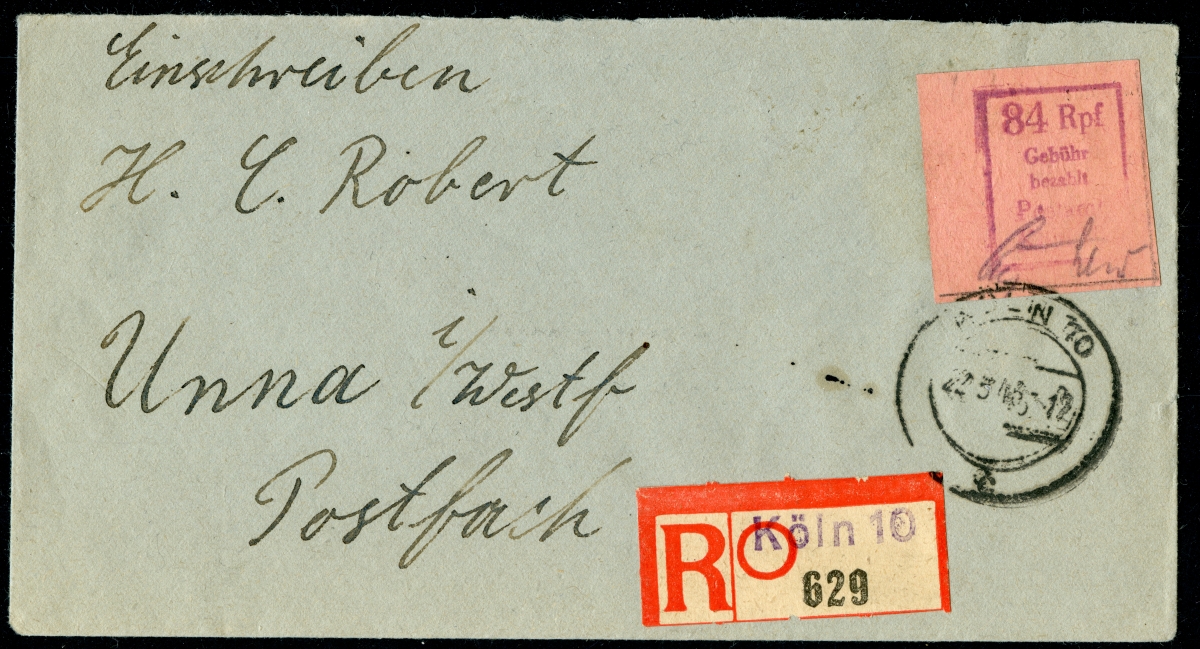 Einschreiben
H. C. Robert
Unna i/Westf
Postfach
84 Rpf
Gebühr
bezahlt
R
Köln 10
629